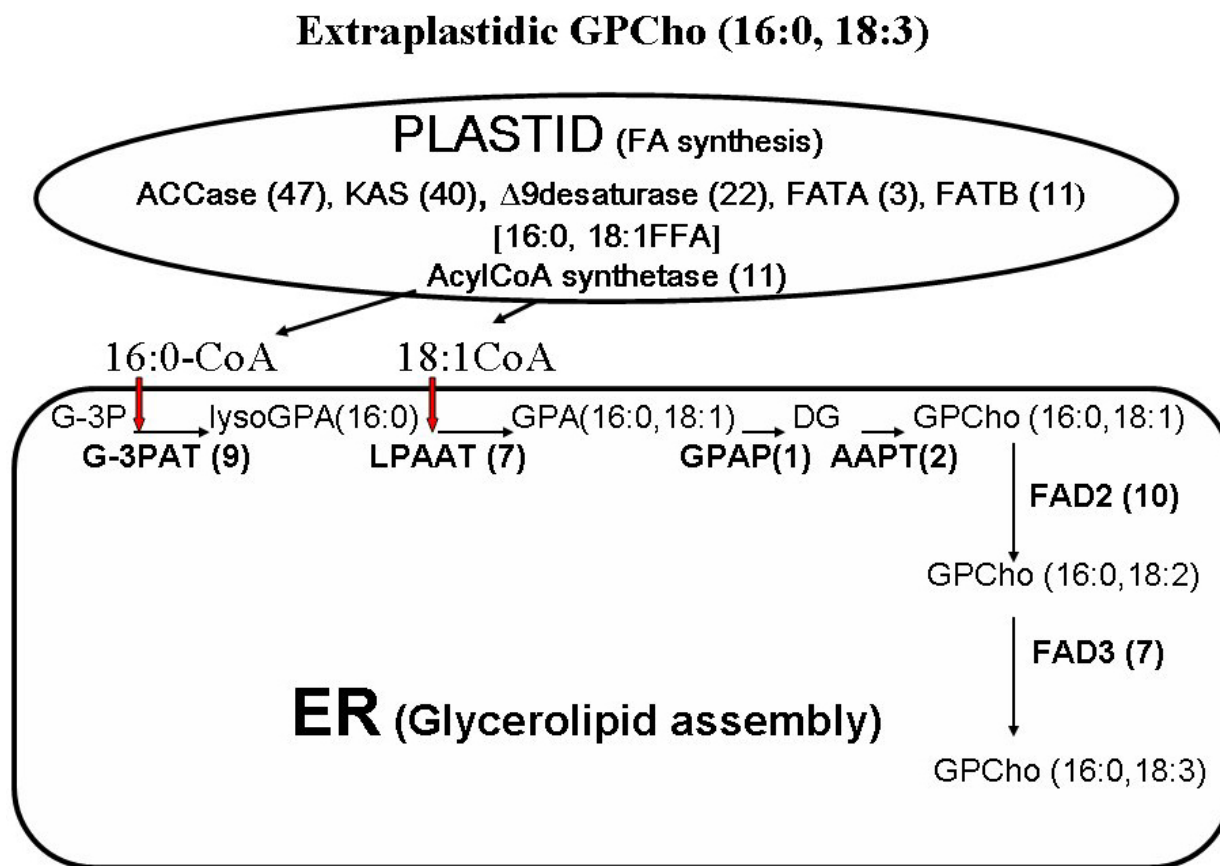 Extraplastidic GPCho (16:0, 18:3)
PLASTID (FA synthesis)
ACCase (47), KAS (40), Δ9desaturase (22), FATA (3), FATB (11)
[16:0, 18:1FFA]
AcylCoA synthetase (11)
16:0-CoA 18:1CoA
G-3P lysoGPA(16:0) GPA(16:0,18:1) DG GPCho (16:0,18:1)
G-3PAT (9) LPAAT (7) GPAP(1) AAPT(2)
FAD2 (10)
GPCho (16:0,18:2)
FAD3 (7)
ER (Glycerolipid assembly)
GPCho (16:0,18:3)